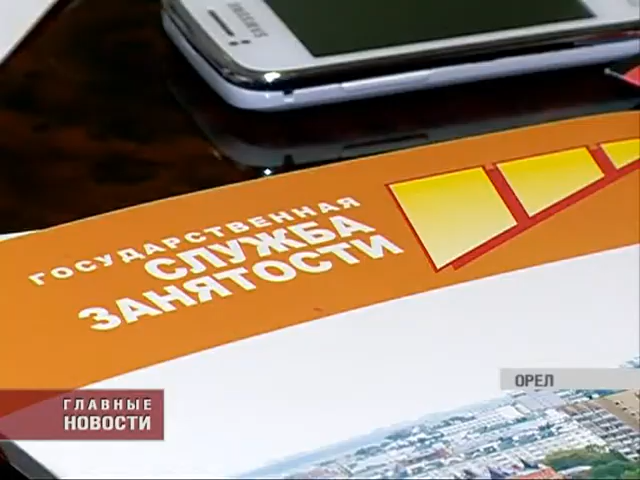 SAMSUNG
ГОСУДАРСТВЕННАЯ
СЛУЖБА
ЗАНЯТОСТИ
ОРЕЛ
ГЛАВНЫЕ
НОВОСТИ